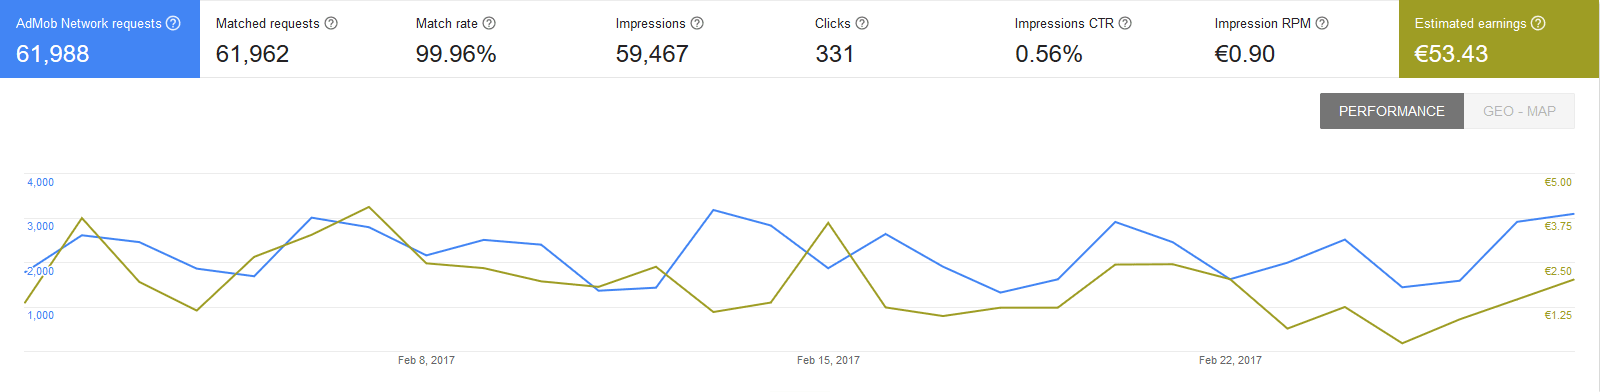 AdMob Network requests Matched requests Match rate Impressions Clicks Impressions CTR Impression RPM Estimated earnings
61,988 61,962 99.96% 59,467 331 0.56% €0.90 €53.43
PERFORMANCE GEO - MAP
4,000 €5.00
3,000 €3.75
2,000 €2.50
1,000 €1.25
Feb 8, 2017 Feb 15, 2017 Feb 22, 2017